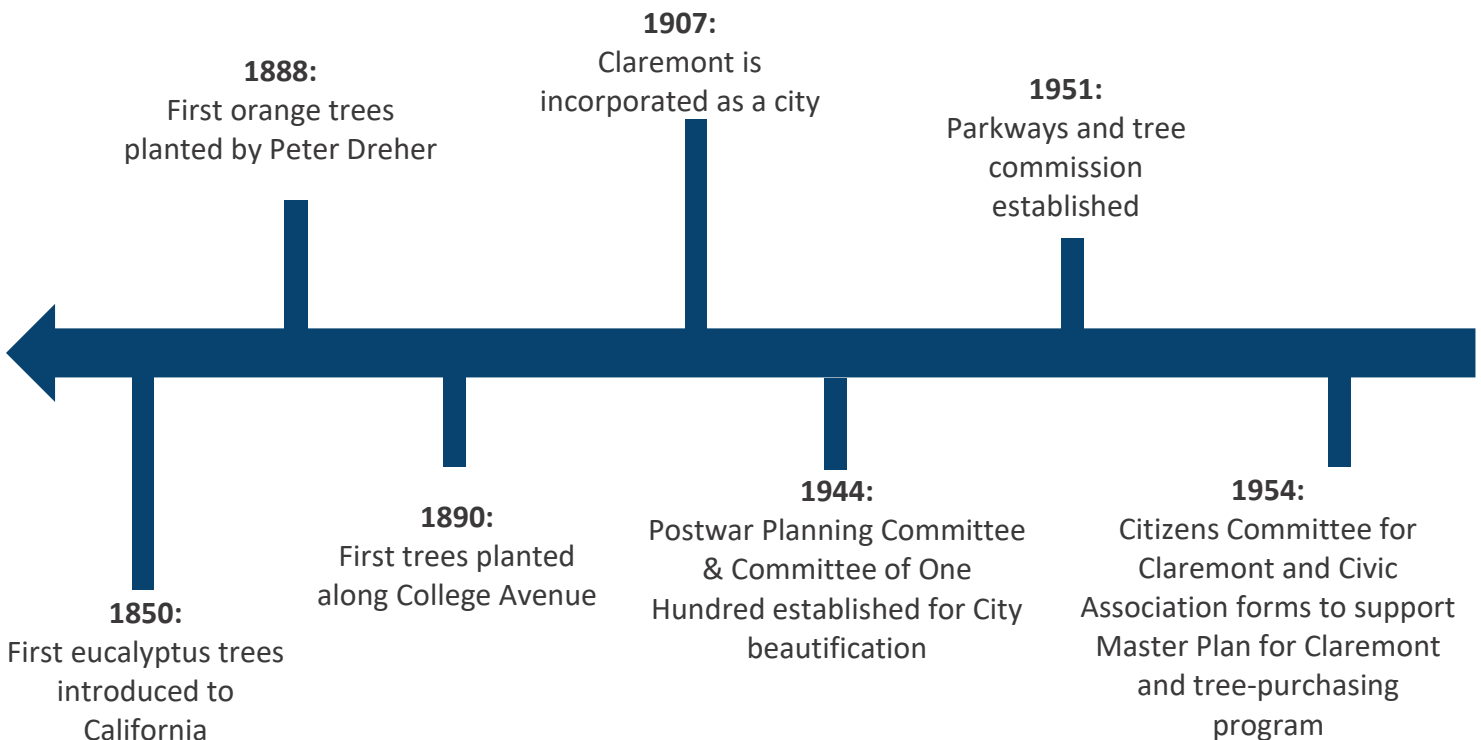 1907:
Claremont is
incorporated as a city
1888:
First orange trees
planted by Peter Dreher
1951:
Parkways and tree
commission
established
1850:
First eucalyptus trees
introduced to
California
1890:
First trees planted
along College Avenue
1944:
Postwar Planning Committee
& Committee of One
Hundred established for City
beautification
1954:
Citizens Committee for
Claremont and Civic
Association forms to support
Master Plan for Claremont
and tree-purchasing
program